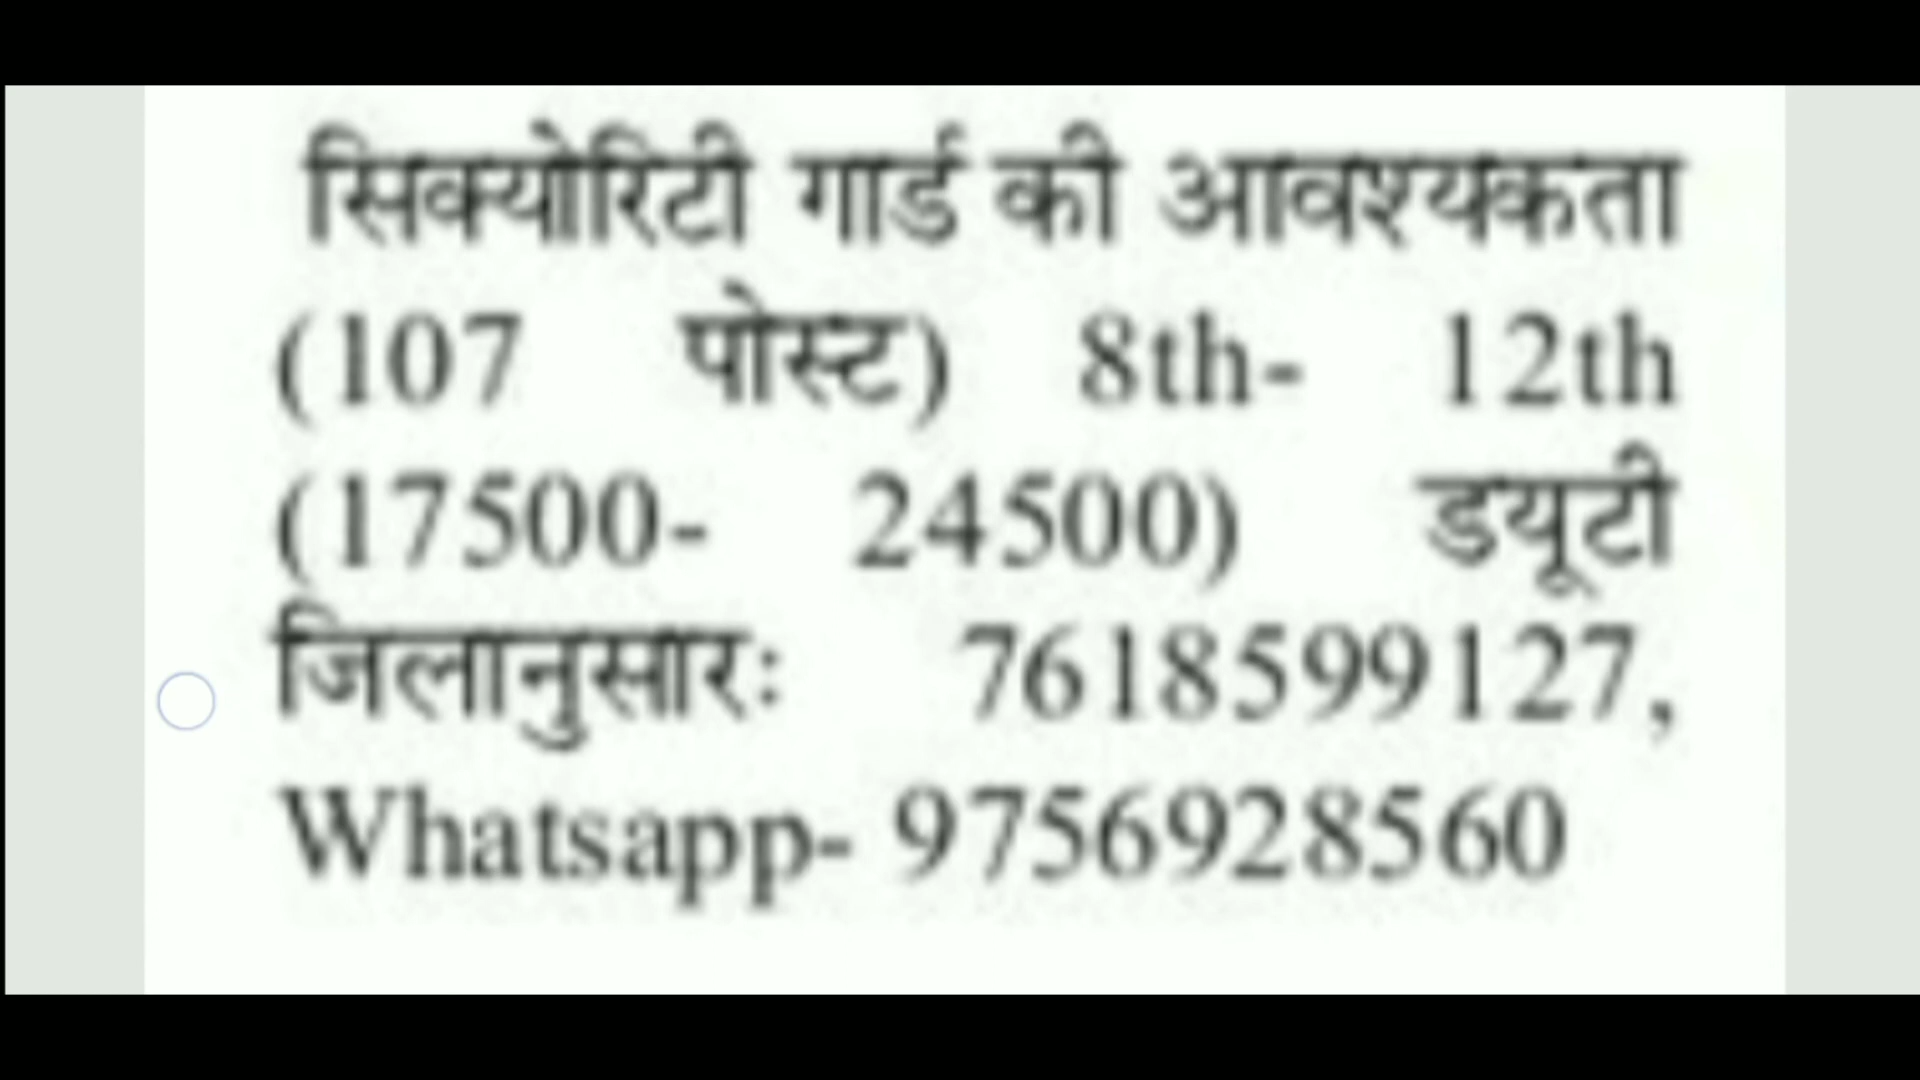 सिक्योरिटी गार्ड की आवश्यकता
(107 पोस्ट) 8th- 12th
(17500- 24500) डयूटी
जिलानुसारः 7618599127,
Whatsapp- 9756928560